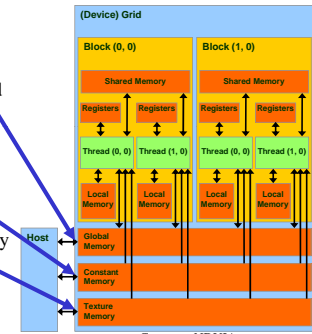 (Device) Grid
Block (0, 0)
Block (1, 0)
Shared Memory
Shared Memory
Registers
Registers
Registers
Registers
Thread (0, 0)
Thread (1, 0)
Thread (0, 0)
Thread (1, 0)
Local
Memory
Local
Memory
Local
Memory
Local
Memory
Host
Global
Memory
Constant
Memory
Texture
Memory